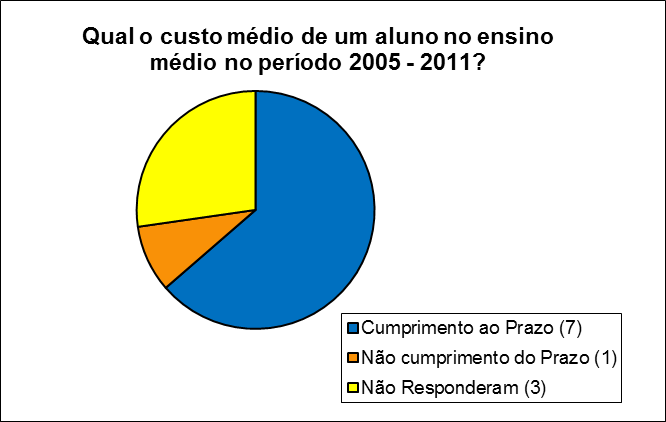 Qual o custo médio de um aluno no ensino
médio no período 2005 - 2011?
Cumprimento ao Prazo (7)
Não cumprimento do Prazo (1)
Não Responderam (3)